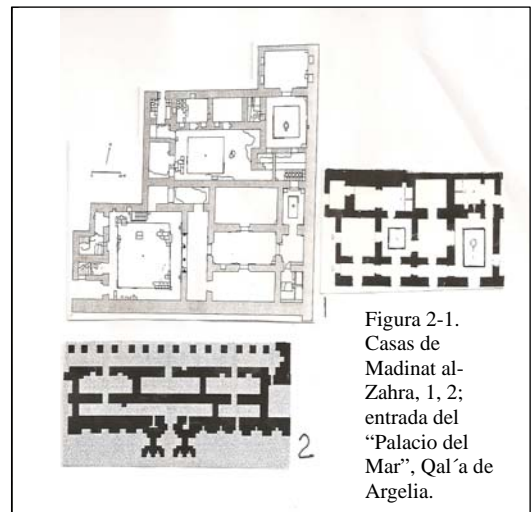 2
Figura 2-1.
Casas de
Madinat al-
Zahra, 1, 2;
entrada del
“Palacio del
Mar”, Qal´a de
Argelia.